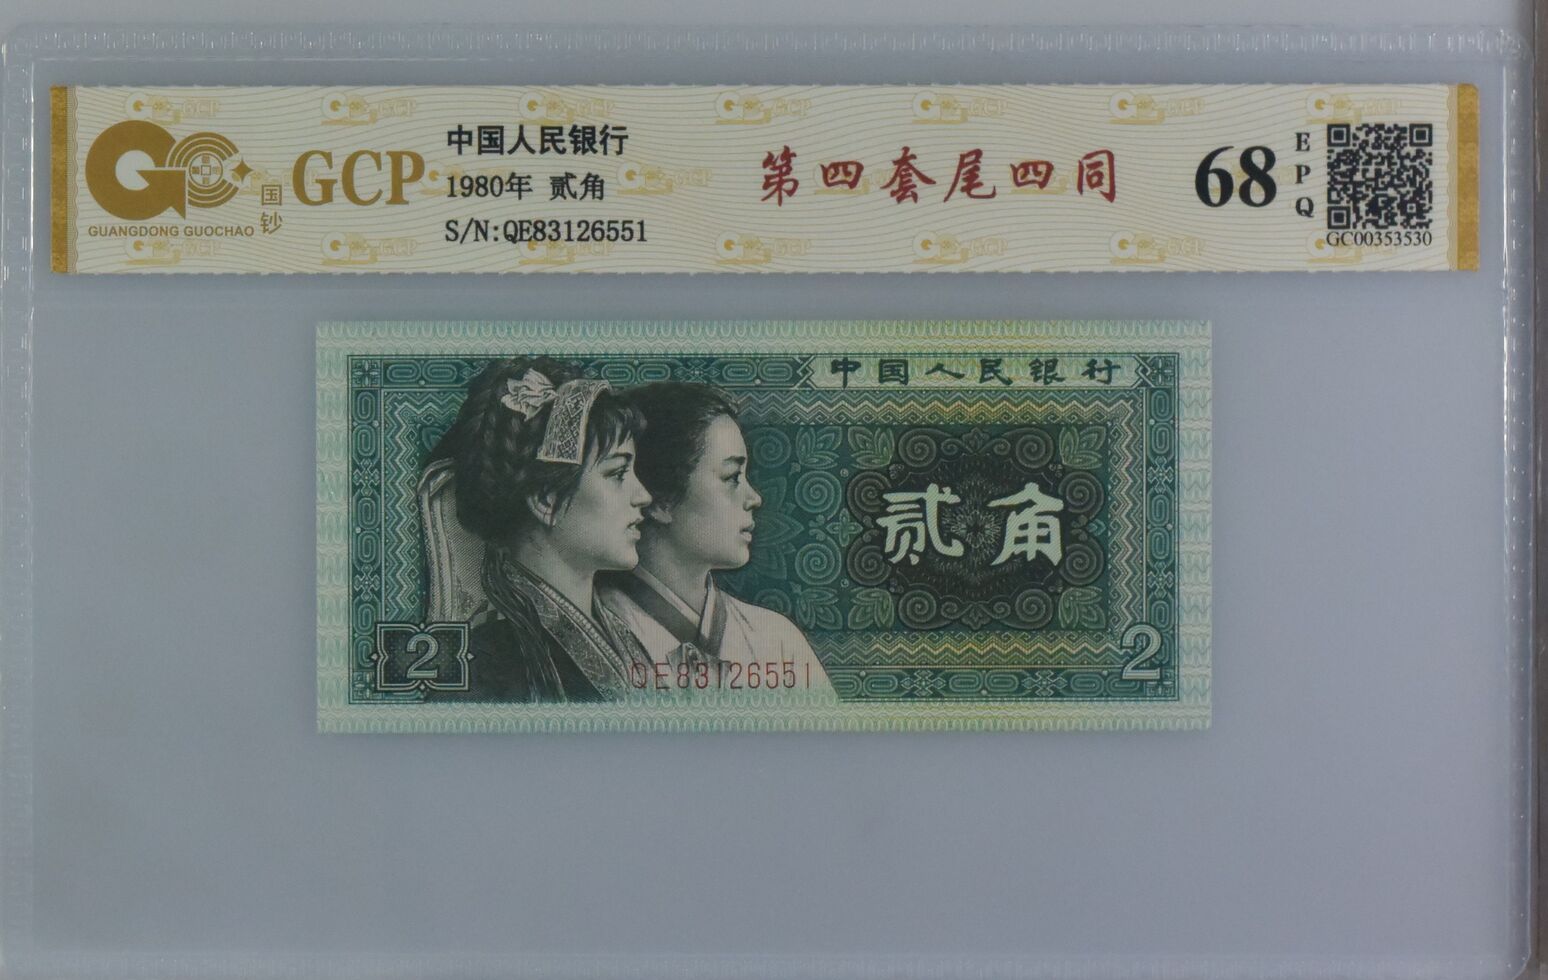 GUANGDONG GUOCHAO
国钞
GCP
中国人民银行
1980年 贰角
S/N:QE83126551
第四套尾四同
68
EPQ
GC00353530
中国人民银行
贰角
2
2
QE83126551